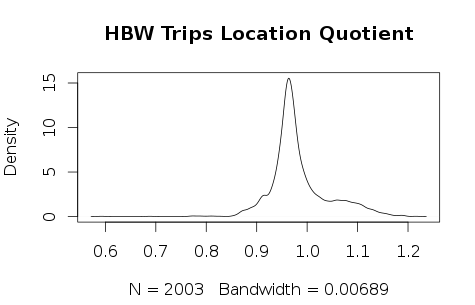 HBW Trips Location Quotient
Density
15
10
5
0
0.6 0.7 0.8 0.9 1.0 1.1 1.2
N = 2003 Bandwidth = 0.00689